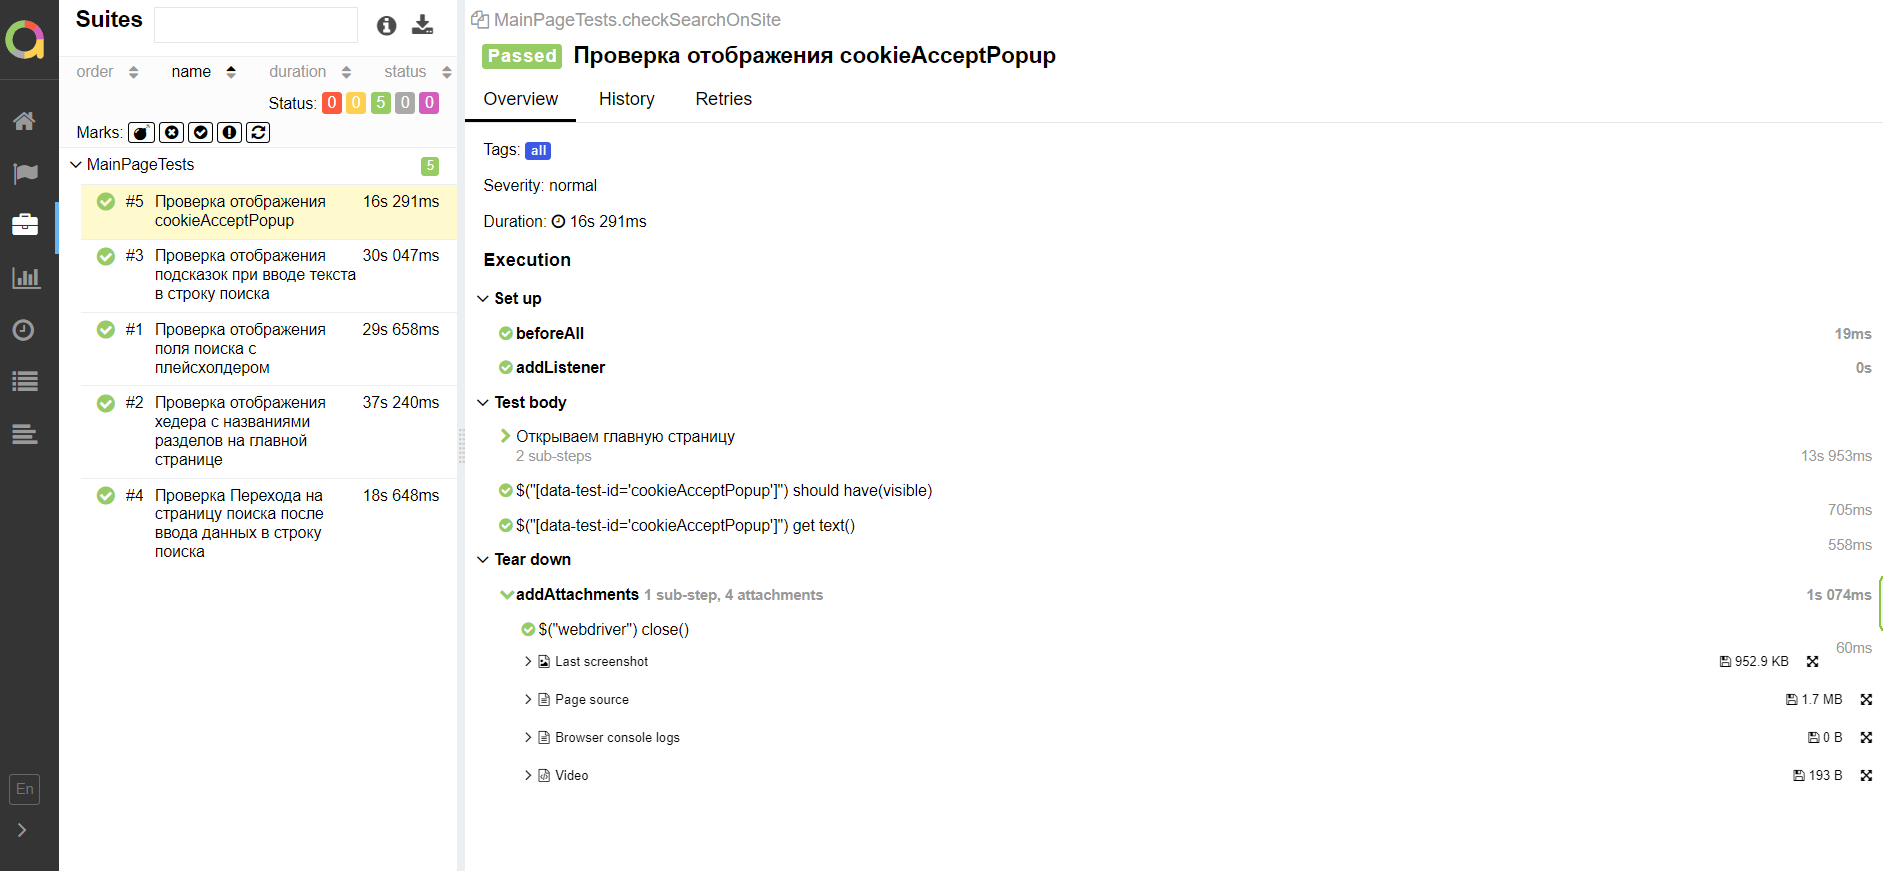 Suites
order name duration status
Status: 0 0 5 0 0
Marks:
MainPageTests 5
#5 Проверка отображения 16s 291ms
cookieAcceptPopup
#3 Проверка отображения 30s 047ms
подсказок при вводе текста
в строку поиска
#1 Проверка отображения 29s 658ms
поля поиска с
плейсхолдером
#2 Проверка отображения 37s 240ms
хедера с названиями
разделов на главной
странице
#4 Проверка Перехода на 18s 648ms
страницу поиска после
ввода данных в строку
поиска
En
MainPageTests.checkSearchOnSite
Passed Проверка отображения cookieAcceptPopup
Overview History Retries
Tags: all
Severity: normal
Duration: 16s 291ms
Execution
Set up
beforeAll 19ms
addListener 0s
Test body
Открываем главную страницу
2 sub-steps 13s 953ms
$("[data-test-id='cookieAcceptPopup']") should have(visible)
705ms
$("[data-test-id='cookieAcceptPopup']") get text()
558ms
Tear down
addAttachments 1 sub-step, 4 attachments 1s 074ms
$("webdriver") close()
60ms
Last screenshot 952.9 KB
Page source 1.7 MB
Browser console logs 0 B
Video 193 B